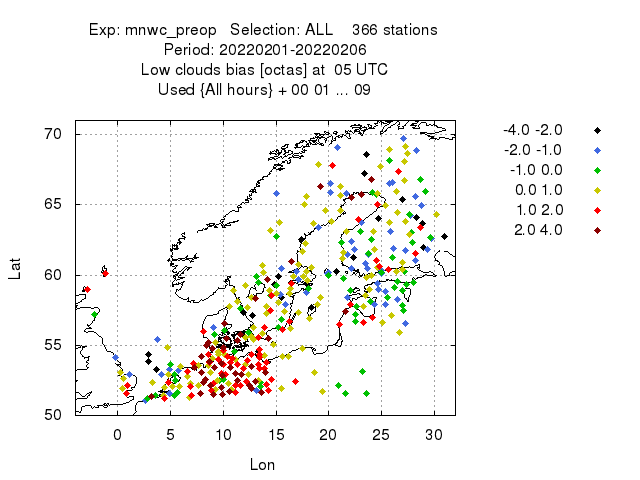 Exp: mnwc_preop   Selection: ALL    366 stations
Period: 20220201-20220206
Low clouds bias [octas] at  05 UTC
Used {All hours} + 00 01 ... 09
70
65
60
55
50
0 5 10 15 20 25 30
Lat
Lon
-4.0 -2.0
-2.0 -1.0
-1.0 0.0
0.0 1.0
1.0 2.0
2.0 4.0